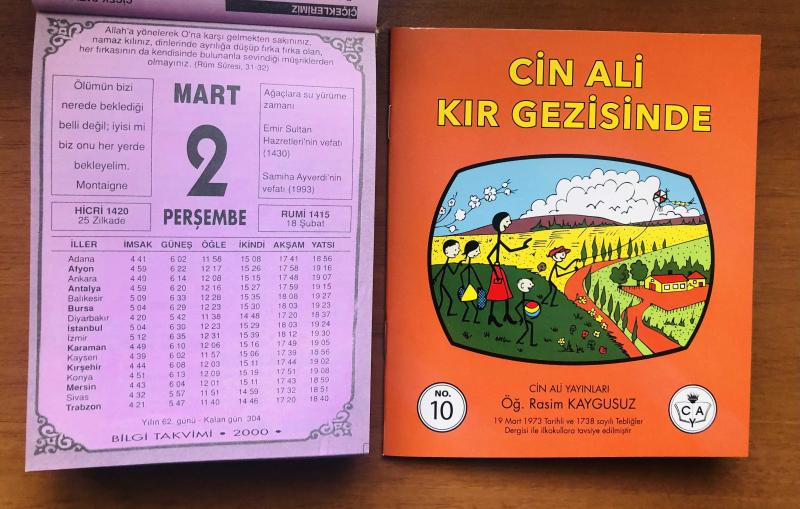 ÇİÇEKLERİMİZ
Allah'a yönelerek O'na karşı gelmekten sakınınız,
namaz kılınız, dinlerinde ayrılığa düşüp fırka fırka olan,
her fırkasının da kendisinde bulunanla sevindiği müşriklerden
olmayınız. (Rûm Sûresi, 31-32)
Ölümün bizi
nerede beklediği
belli değil; iyisi mi
biz onu her yerde
bekleyelim.
Montaigne
MART
2
PERŞEMBE
Ağaçlara su yürüme
zamanı
Emir Sultan
Hazretleri'nin vefatı
(1430)
Samiha Ayverdi'nin
vefatı (1993)
HİCRİ 1420
25 Zilkade
RUMİ 1415
18 Şubat
İLLER İMSAK GÜNEŞ ÖĞLE İKİNDİ AKŞAM YATSI
Adana 4 41 6 02 11 58 15 08 17 41 18 56
Afyon 4 59 6 22 12 17 15 26 17 58 19 16
Ankara 4 49 6 14 12 08 15 15 17 48 19 07
Antalya 4 59 6 20 12 16 15 27 17 59 19 15
Balıkesir 5 09 6 33 12 28 15 35 18 08 19 27
Bursa 5 04 6 29 12 23 15 30 18 03 19 23
Diyarbakır 4 20 5 42 11 38 14 48 17 20 18 37
İstanbul 5 04 6 30 12 23 15 29 18 03 19 24
İzmir 5 12 6 35 12 31 15 39 18 12 19 30
Karaman 4 49 6 10 12 06 15 16 17 49 19 05
Kayseri 4 39 6 02 11 57 15 06 17 39 18 56
Kırşehir 4 44 6 08 12 03 15 11 17 44 19 02
Konya 4 51 6 13 12 09 15 19 17 51 19 08
Mersin 4 43 6 04 12 01 15 11 17 43 18 59
Sivas 4 32 5 57 11 51 14 59 17 32 18 51
Trabzon 4 21 5 47 11 40 14 46 17 20 18 40
Yılın 62. günü - Kalan gün 304
BİLGİ TAKVİMİ • 2000 •
CİN ALİ
KIR GEZİSİNDE
NO.
10
CİN ALİ YAYINLARI
Öğ. Rasim KAYGUSUZ
19 Mart 1973 Tarihli ve 1738 sayılı Tebliğler
Dergisi ile ilkokullara tavsiye edilmiştir
C A
Y